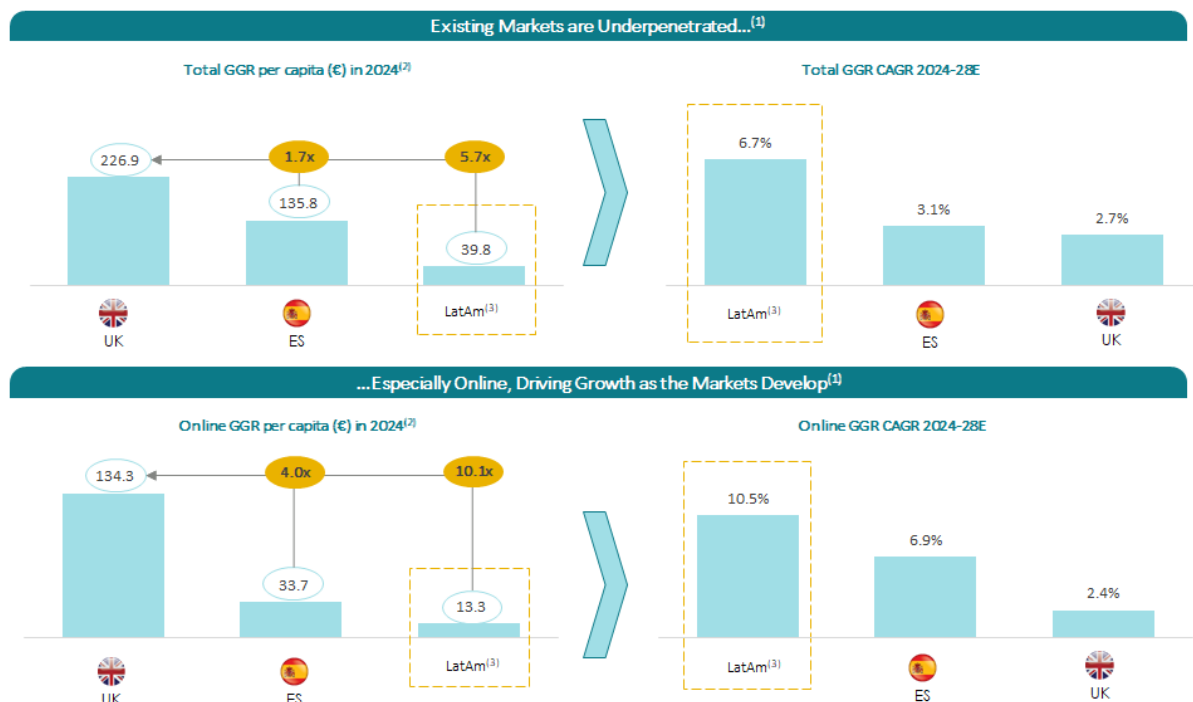 Existing Markets are Underpenetrated...(1)
Total GGR per capita (€) in 2024(2)
Total GGR CAGR 2024-28E
226.9
1.7x
5.7x
135.8
39.8
6.7%
3.1%
2.7%
UK
ES
LatAm(3)
LatAm(3)
ES
UK
...Especially Online, Driving Growth as the Markets Develop(1)
Online GGR per capita (€) in 2024(2)
Online GGR CAGR 2024-28E
134.3
4.0x
10.1x
33.7
13.3
10.5%
6.9%
2.4%
UK
ES
LatAm(3)
LatAm(3)
ES
UK